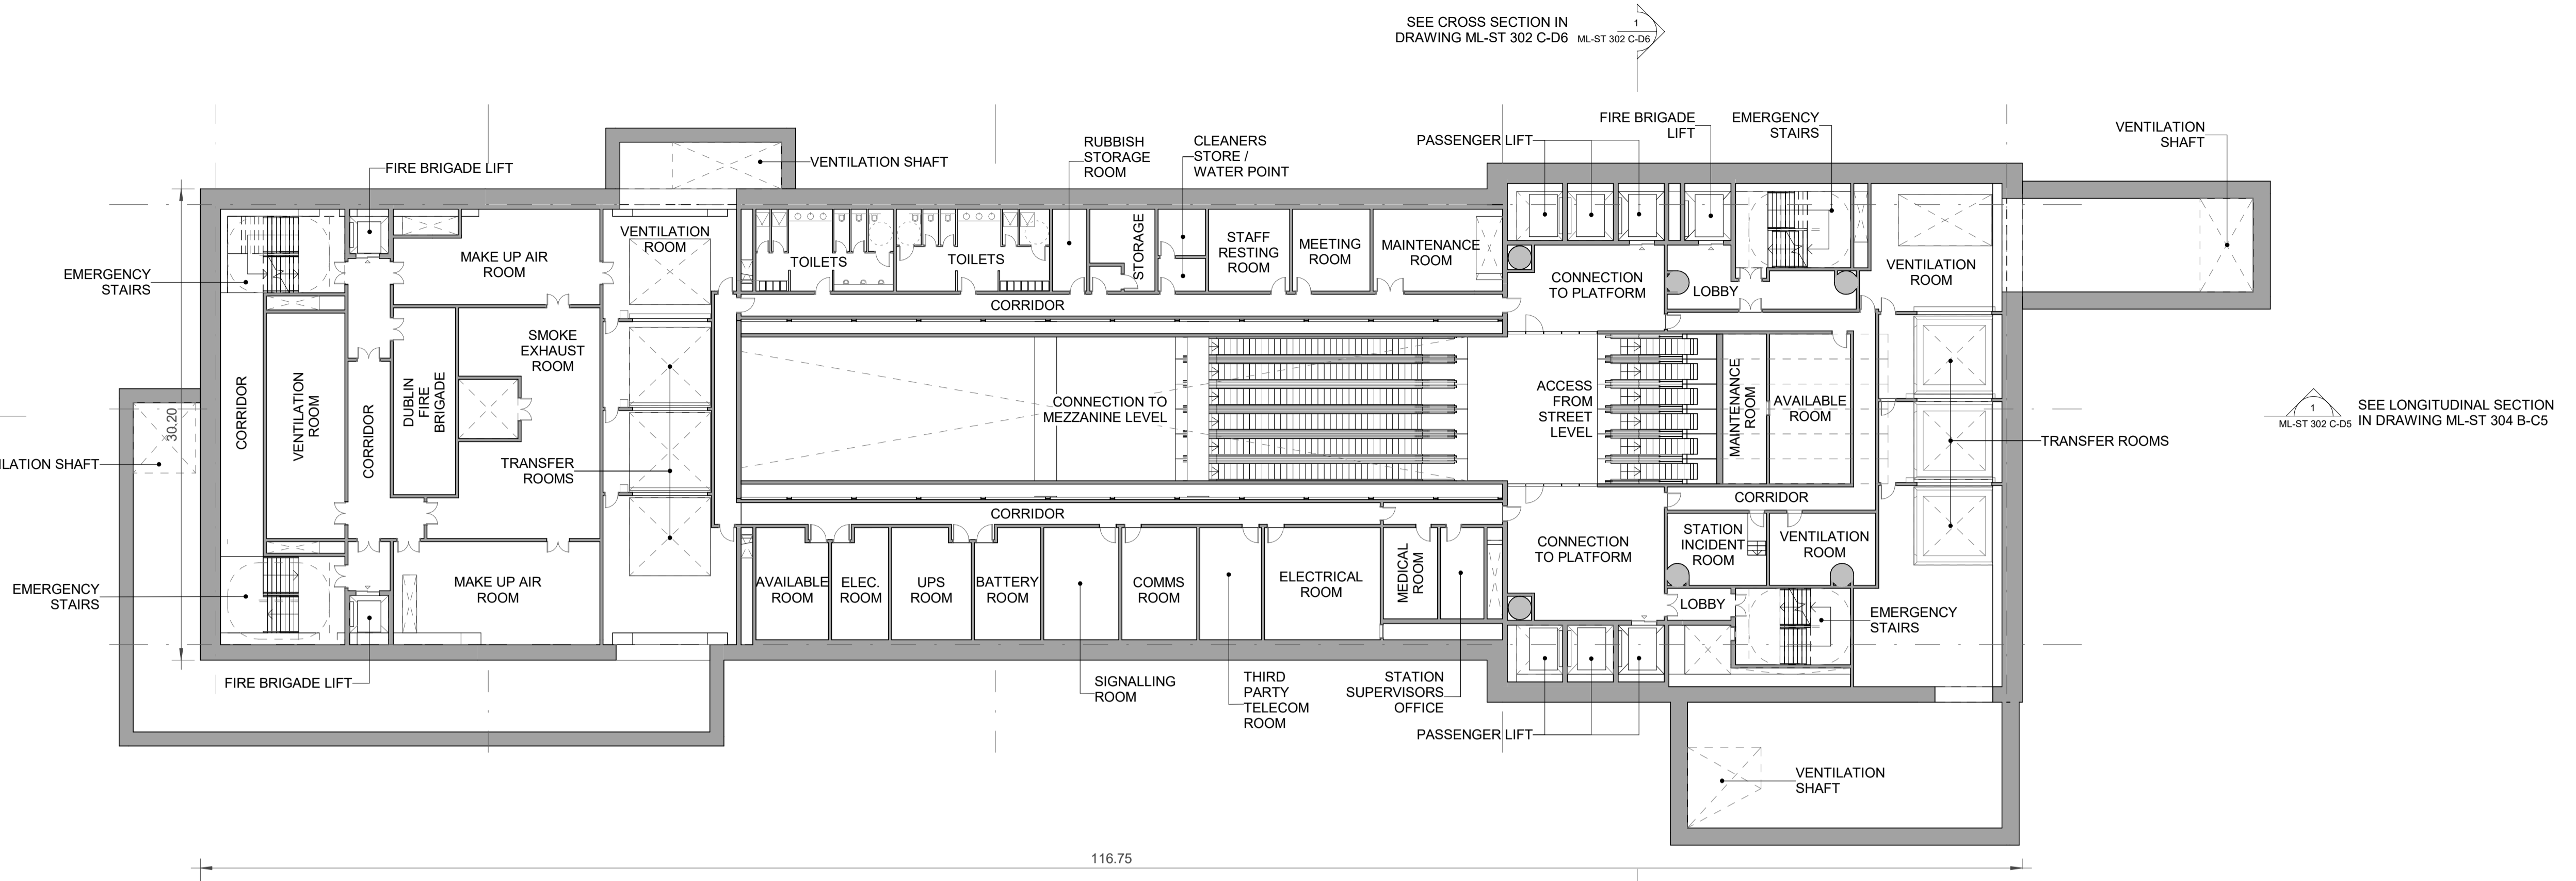 SEE CROSS SECTION IN
DRAWING ML-ST 302 C-D6
1
ML-ST 302 C-D6
FIRE BRIGADE
LIFT
EMERGENCY
STAIRS
VENTILATION
SHAFT
PASSENGER LIFT
RUBBISH
STORAGE
ROOM
CLEANERS
STORE /
WATER POINT
VENTILATION SHAFT
FIRE BRIGADE LIFT
VENTILATION
ROOM
MAKE UP AIR
ROOM
TOILETS
TOILETS
STORAGE
STAFF
RESTING
ROOM
MEETING
ROOM
MAINTENANCE
ROOM
CONNECTION
TO PLATFORM
LOBBY
VENTILATION
ROOM
EMERGENCY
STAIRS
CORRIDOR
SMOKE
EXHAUST
ROOM
CORRIDOR
VENTILATION
ROOM
CORRIDOR
DUBLIN
FIRE
BRIGADE
30.20
CONNECTION TO
MEZZANINE LEVEL
ACCESS
FROM
STREET
LEVEL
MAINTENANCE
ROOM
AVAILABLE
ROOM
1
ML-ST 302 C-D5
SEE LONGITUDINAL SECTION
IN DRAWING ML-ST 304 B-C5
TRANSFER ROOMS
ILATION SHAFT
TRANSFER
ROOMS
CORRIDOR
CORRIDOR
STATION
INCIDENT
ROOM
VENTILATION
ROOM
CONNECTION
TO PLATFORM
EMERGENCY
STAIRS
MAKE UP AIR
ROOM
AVAILABLE
ROOM
ELEC.
ROOM
UPS
ROOM
BATTERY
ROOM
COMMS
ROOM
ELECTRICAL
ROOM
MEDICAL
ROOM
LOBBY
EMERGENCY
STAIRS
FIRE BRIGADE LIFT
SIGNALLING
ROOM
THIRD
PARTY
TELECOM
ROOM
STATION
SUPERVISORS
OFFICE
PASSENGER LIFT
VENTILATION
SHAFT
116.75